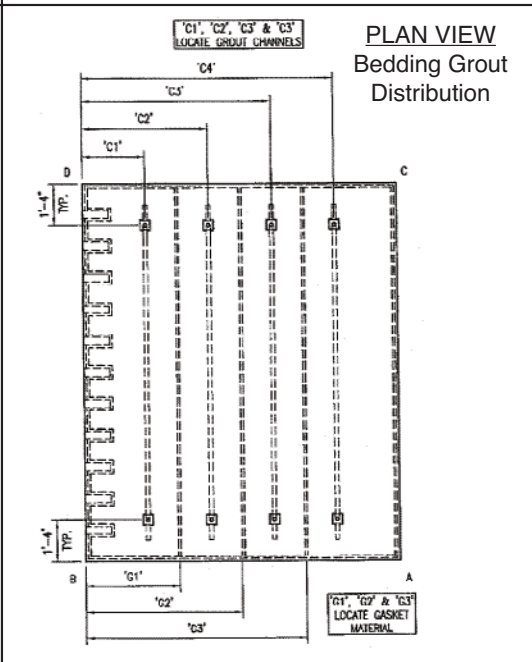 'C1', 'C2', 'C3' & 'C3'
LOCATE GROUT CHANNELS
PLAN VIEW
Bedding Grout
Distribution
'C4'
'C3'
'C2'
'C1'
D
C
1'-4"
TYP.
1'-4"
TYP.
B
A
'G1'
'G2'
'G3'
'G1', 'G2' & 'G3'
LOCATE GASKET
MATERIAL